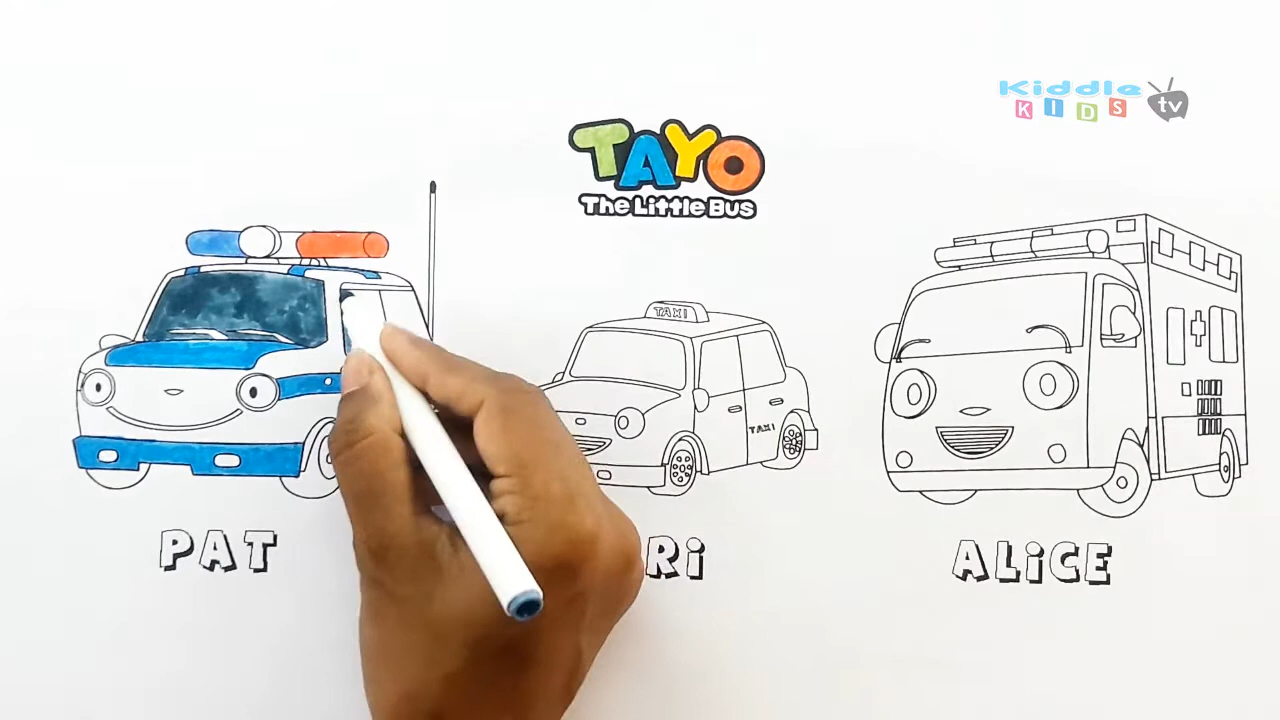 Kiddle
KIDS tv
TAYO
The Little Bus
TAXI
TAXI
PAT
Ri
ALiCE